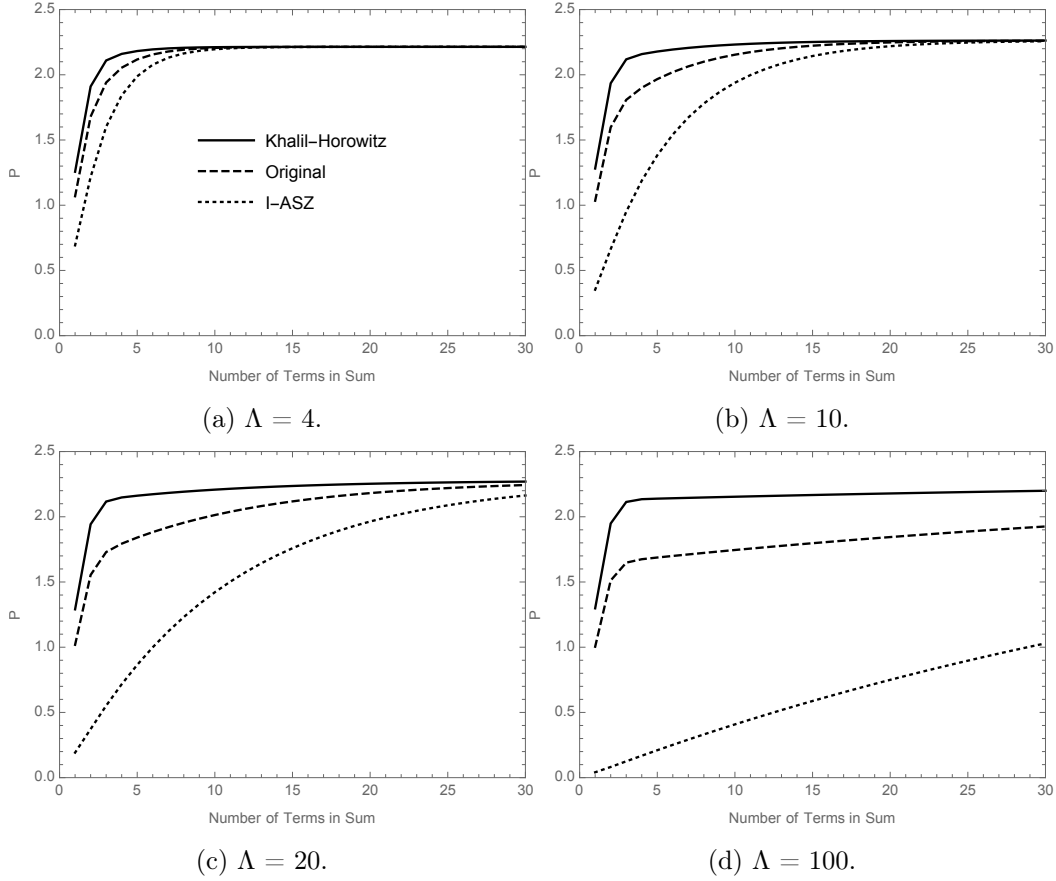 2.5
2.0
1.5
1.0
0.5
0.0
P
Khalil-Horowitz
Original
I-ASZ
0 5 10 15 20 25 30
Number of Terms in Sum
(a) Λ = 4.
2.5
2.0
1.5
1.0
0.5
0.0
P
0 5 10 15 20 25 30
Number of Terms in Sum
(b) Λ = 10.
2.5
2.0
1.5
1.0
0.5
0.0
P
0 5 10 15 20 25 30
Number of Terms in Sum
(c) Λ = 20.
2.5
2.0
1.5
1.0
0.5
0.0
P
0 5 10 15 20 25 30
Number of Terms in Sum
(d) Λ = 100.